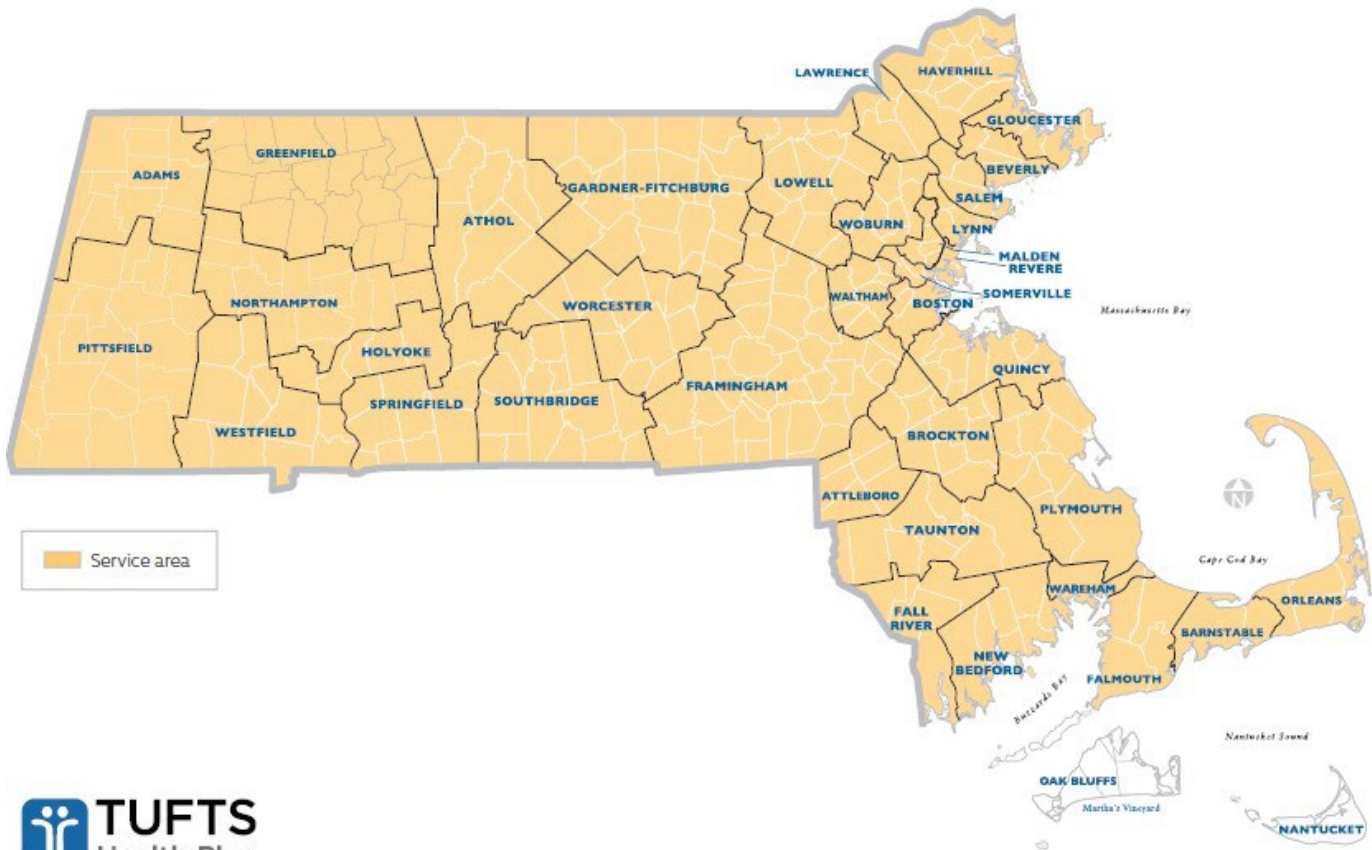 LAWRENCE
HAVERHILL
GLOUCESTER
GREENFIELD
ADAMS
BEVERLY
LOWELL
GARDNER-FITCHBURG
SALEM
ATHOL
WOBURN
LYNN
MALDEN
REVERE
SOMERVILLE
WALTHAM
BOSTON
NORTHAMPTON
WORCESTER
Massachusetts Bay
PITTSFIELD
HOLYOKE
QUINCY
FRAMINGHAM
SPRINGFIELD
SOUTHBRIDGE
WESTFIELD
BROCKTON
ATTLEBORO
N
PLYMOUTH
TAUNTON
Service area
Cape Cod Bay
WAREHAM
ORLEANS
FALL
RIVER
BARNSTABLE
NEW
BEDFORD
FALMOUTH
Buzzards Bay
Nantucket Sound
OAK BLUFFS
Martha's Vineyard
NANTUCKET
TUFTS
Health Plan